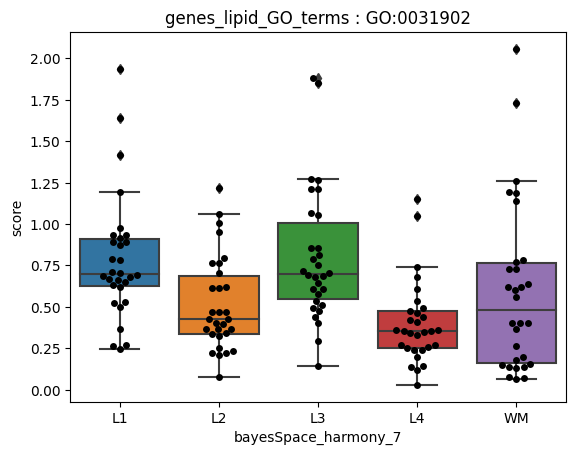 genes_lipid_GO_terms : GO:0031902
score
2.00
1.75
1.50
1.25
1.00
0.75
0.50
0.25
0.00
L1 L2 L3 L4 WM
bayesSpace_harmony_7